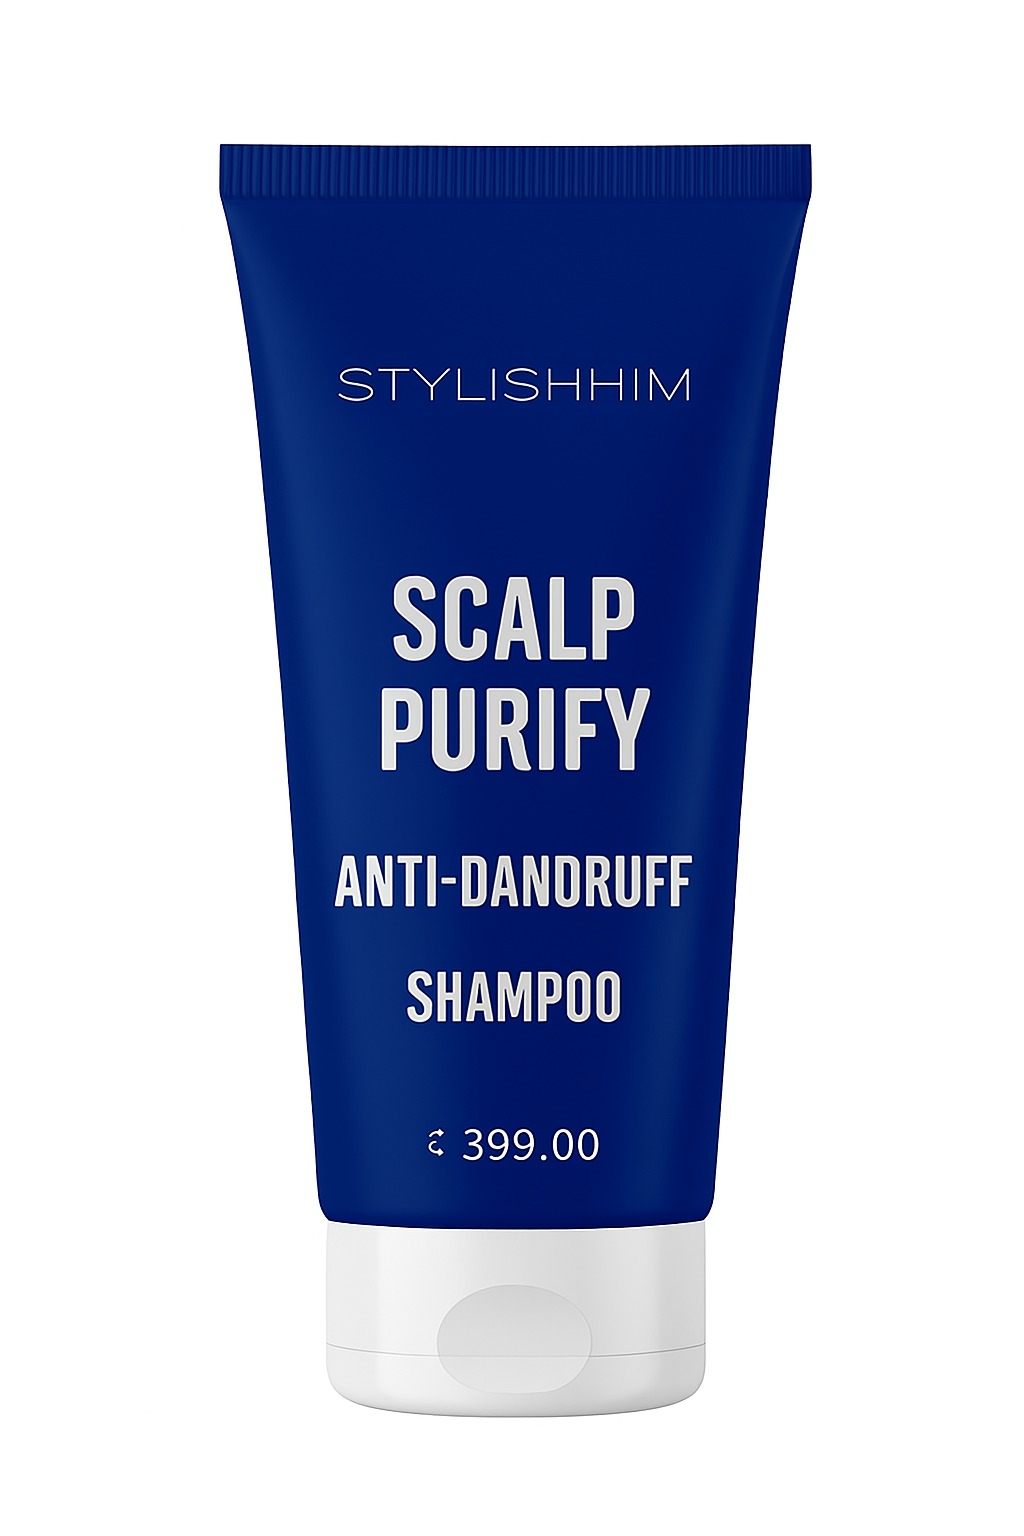 STYLISHHIM
SCALP
PURIFY
ANTI-DANDRUFF
SHAMPOO
399.00